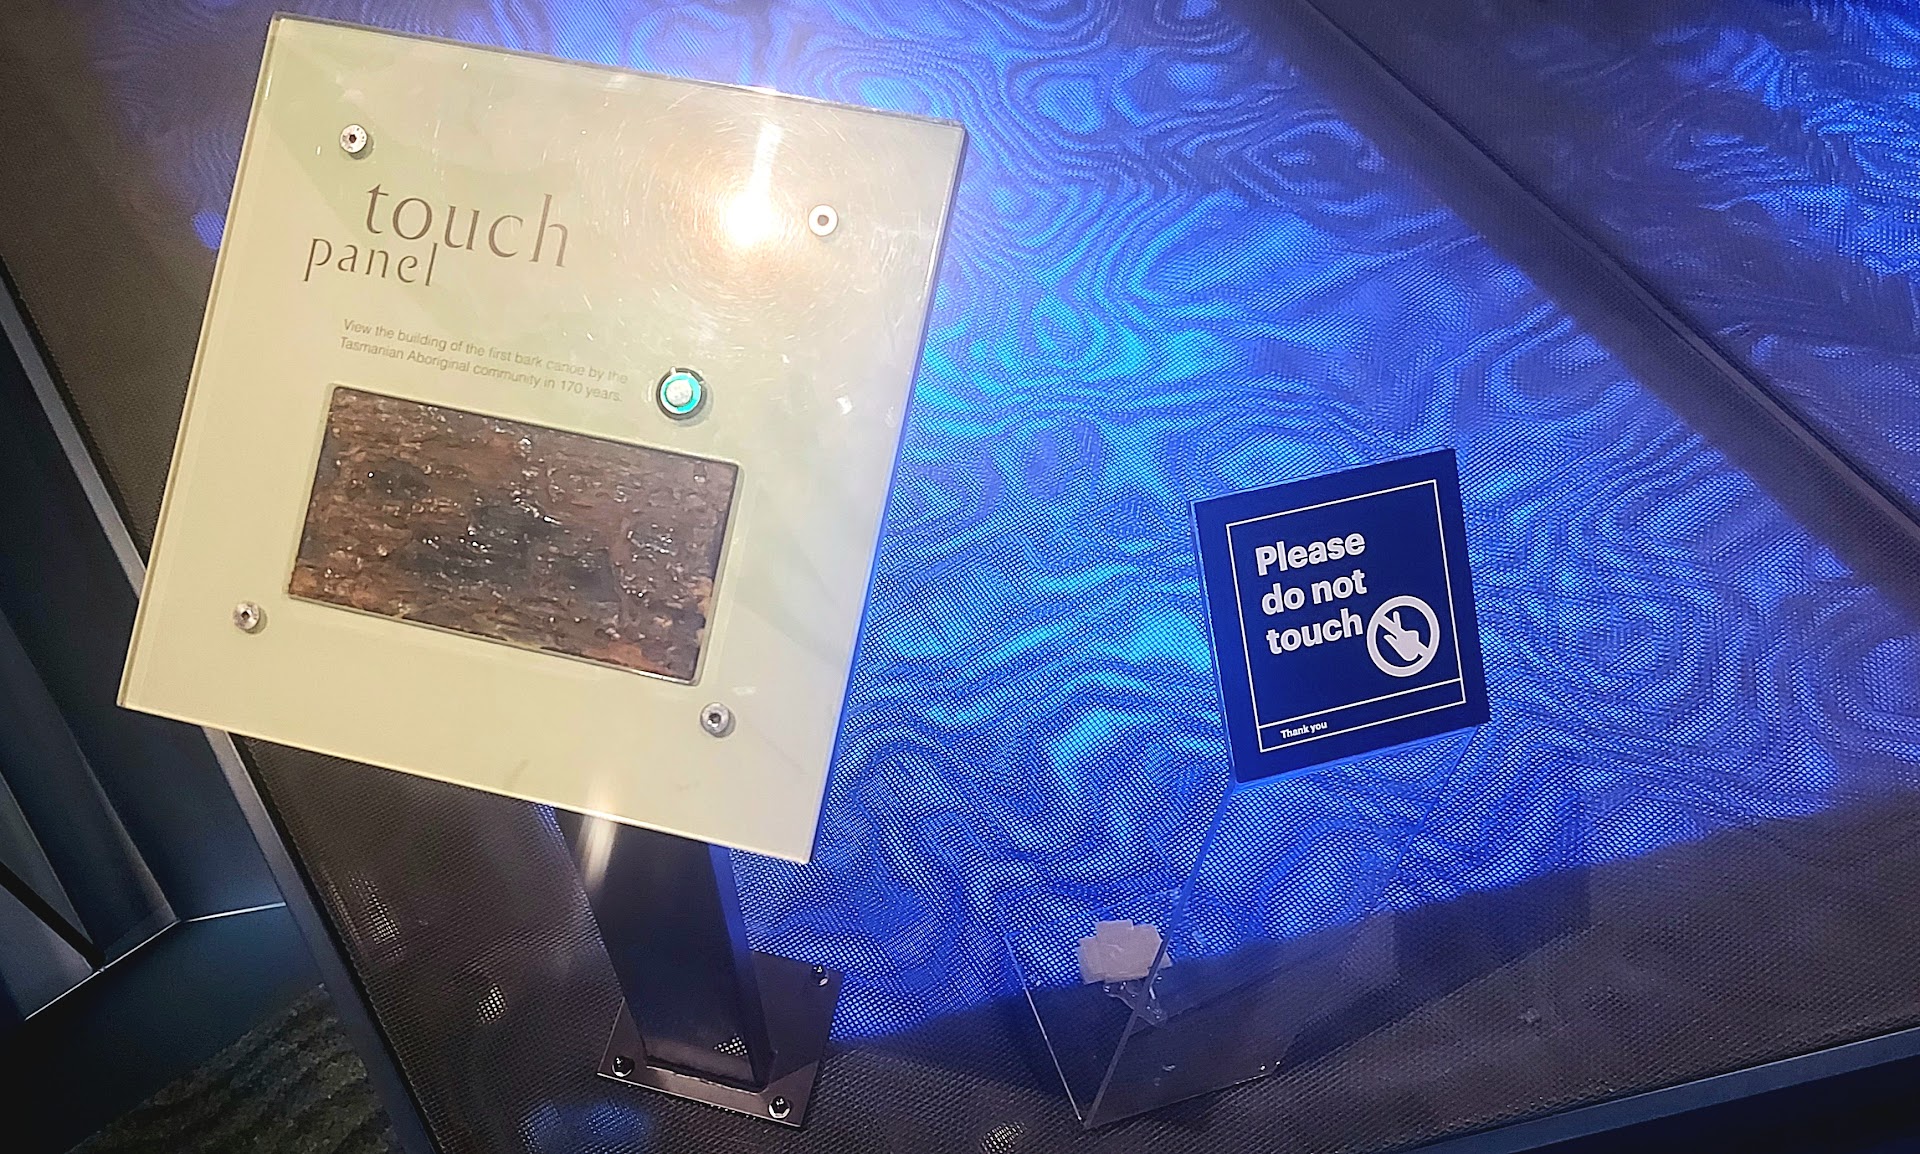 touch
panel
View the building of the first bark canoe by the
Tasmanian Aboriginal community in 170 years.
Please
do not
touch
Thank you